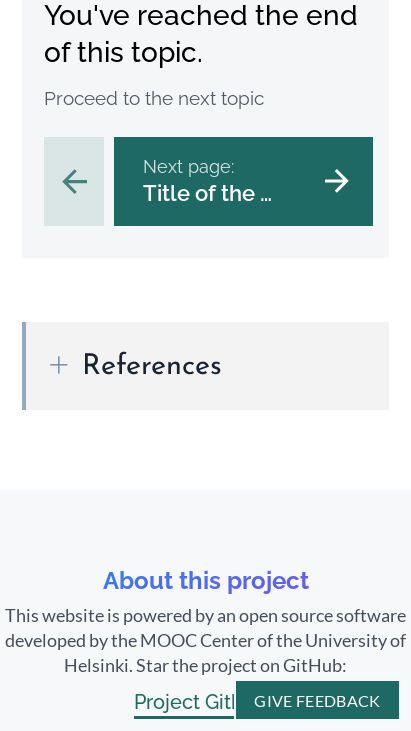 You've reached the end
of this topic.
Proceed to the next topic
Next page:
Title of the ...
References
About this project
This website is powered by an open source software
developed by the MOOC Center of the University of
Helsinki. Star the project on GitHub:
Project
GIVE FEEDBACK